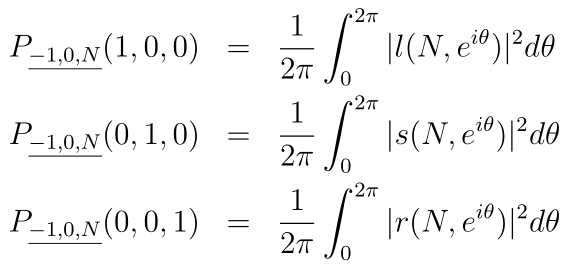 P_{\underline{-1,0,N}}(1,0,0) = \frac{1}{2\pi} \int_0^{2\pi} |l(N, e^{i\theta})|^2 d\theta
P_{\underline{-1,0,N}}(0,1,0) = \frac{1}{2\pi} \int_0^{2\pi} |s(N, e^{i\theta})|^2 d\theta
P_{\underline{-1,0,N}}(0,0,1) = \frac{1}{2\pi} \int_0^{2\pi} |r(N, e^{i\theta})|^2 d\theta